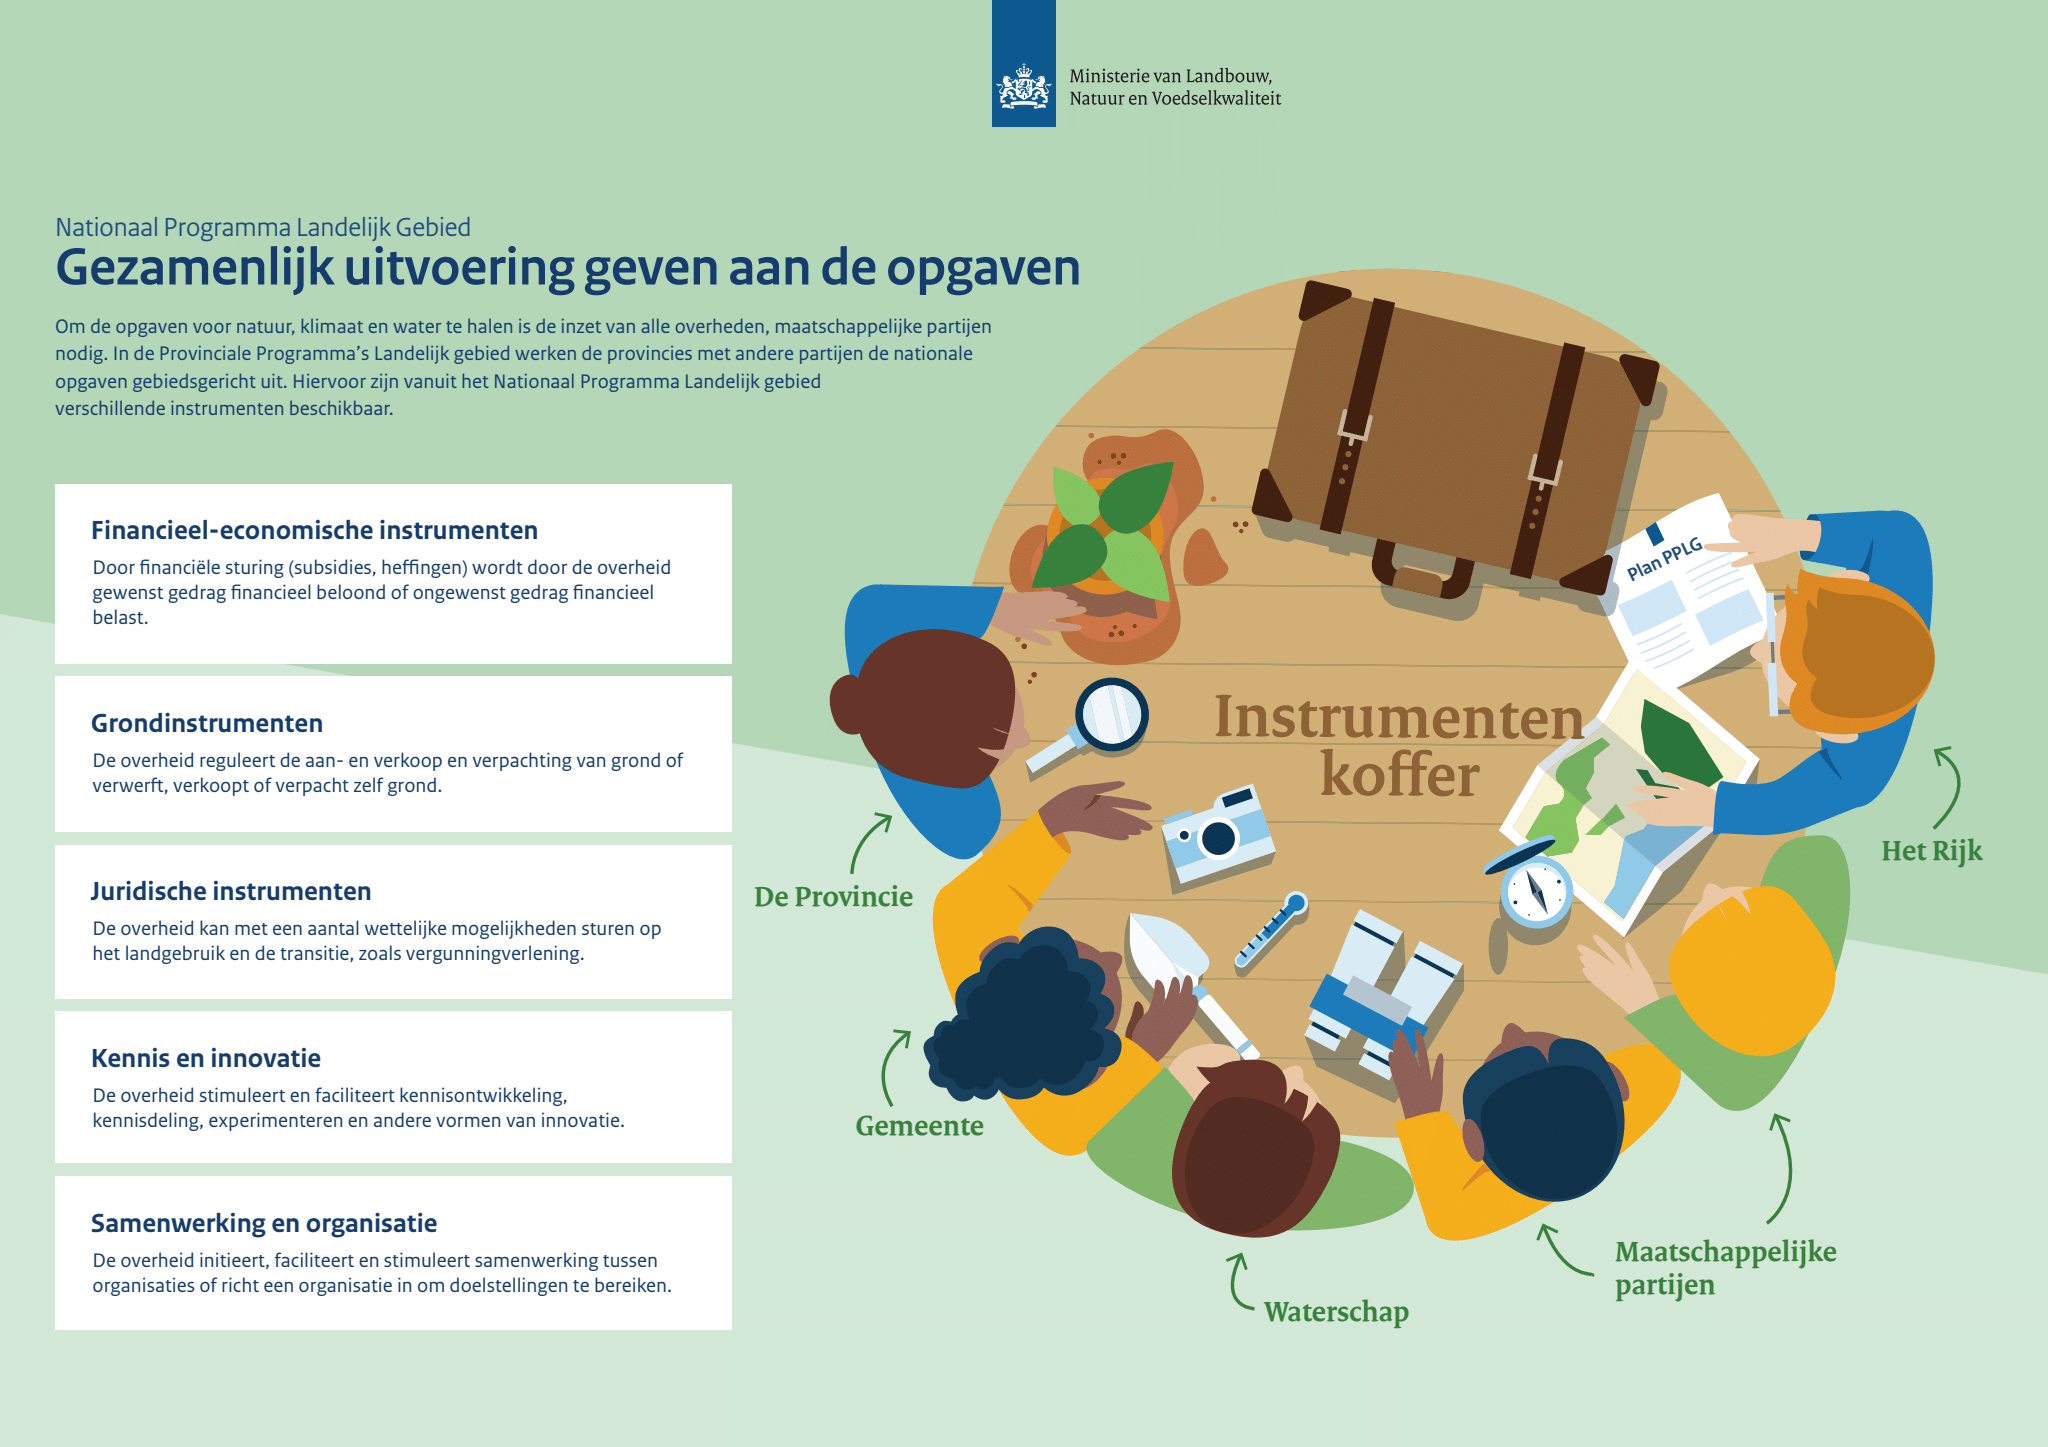 Ministerie van Landbouw,
Natuur en Voedselkwaliteit
Nationaal Programma Landelijk Gebied
Gezamenlijk uitvoering geven aan de opgaven
Om de opgaven voor natuur, klimaat en water te halen is de inzet van alle overheden, maatschappelijke partijen
nodig. In de Provinciale Programma’s Landelijk gebied werken de provincies met andere partijen de nationale
opgaven gebiedsgericht uit. Hiervoor zijn vanuit het Nationaal Programma Landelijk gebied
verschillende instrumenten beschikbaar.
Financieel-economische instrumenten
Door financiële sturing (subsidies, heffingen) wordt door de overheid
gewenst gedrag financieel beloond of ongewenst gedrag financieel
belast.
Grondinstrumenten
De overheid reguleert de aan- en verkoop en verpachting van grond of
verwerft, verkoopt of verpacht zelf grond.
Juridische instrumenten
De overheid kan met een aantal wettelijke mogelijkheden sturen op
het landgebruik en de transitie, zoals vergunningverlening.
Kennis en innovatie
De overheid stimuleert en faciliteert kennisontwikkeling,
kennisdeling, experimenteren en andere vormen van innovatie.
Samenwerking en organisatie
De overheid initieert, faciliteert en stimuleert samenwerking tussen
organisaties of richt een organisatie in om doelstellingen te bereiken.
Plan PPLG
Instrumenten
koffer
De Provincie
Het Rijk
Gemeente
Waterschap
Maatschappelijke
partijen